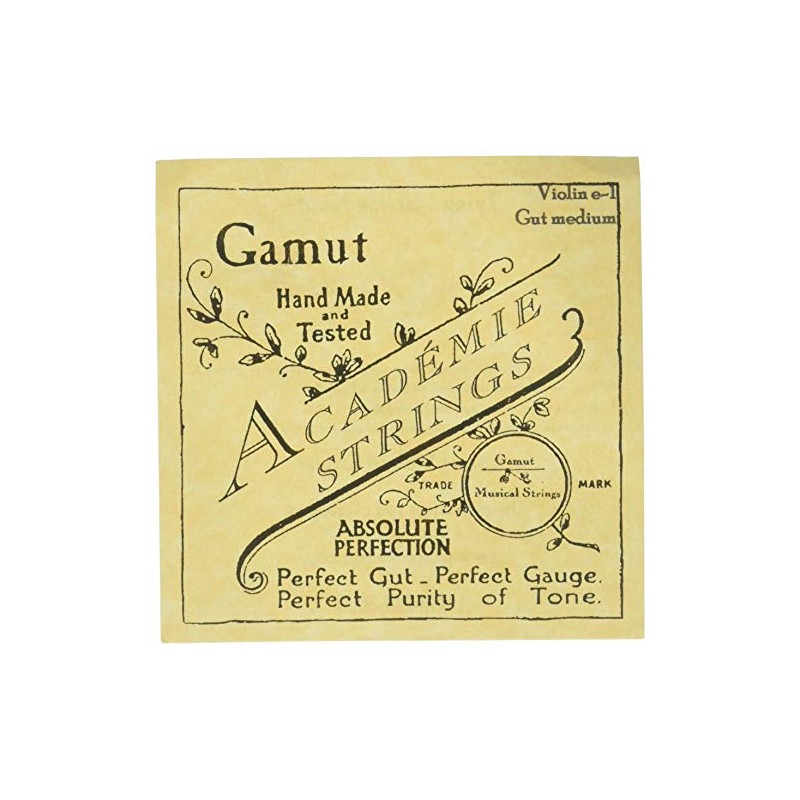 Violin e-1
Gut medium
Gamut
Hand Made
and
Tested
ACADÉMIE
STRINGS
Gamut
Musical Strings
TRADE
MARK
ABSOLUTE
PERFECTION
Perfect Gut - Perfect Gauge.
Perfect Purity of Tone.